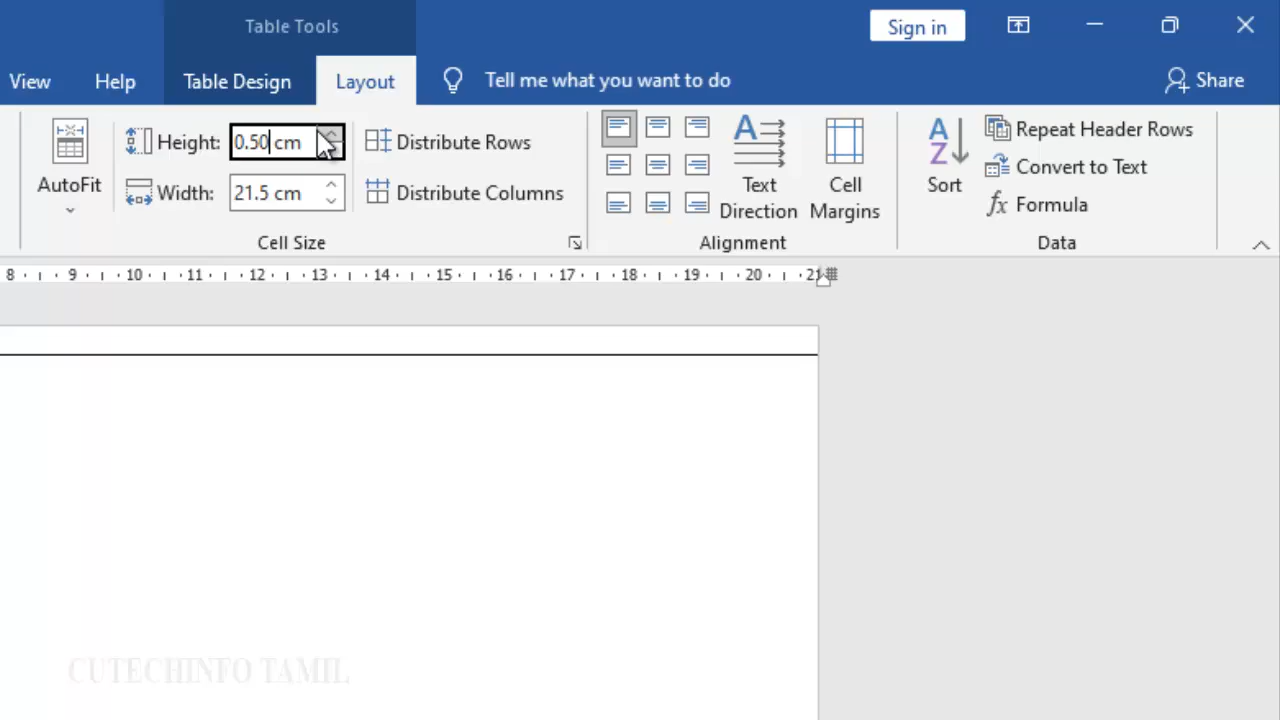 Table Tools
Sign in
View Help Table Design Layout Tell me what you want to do Share
Height: 0.50 cm Distribute Rows
Width: 21.5 cm Distribute Columns
AutoFit
Cell Size
Text Direction
Cell Margins
Alignment
A
Z
Sort
Repeat Header Rows
Convert to Text
fx Formula
Data
8 9 10 11 12 13 14 15 16 17 18 19 20 21
CUTECHINFO TAMIL